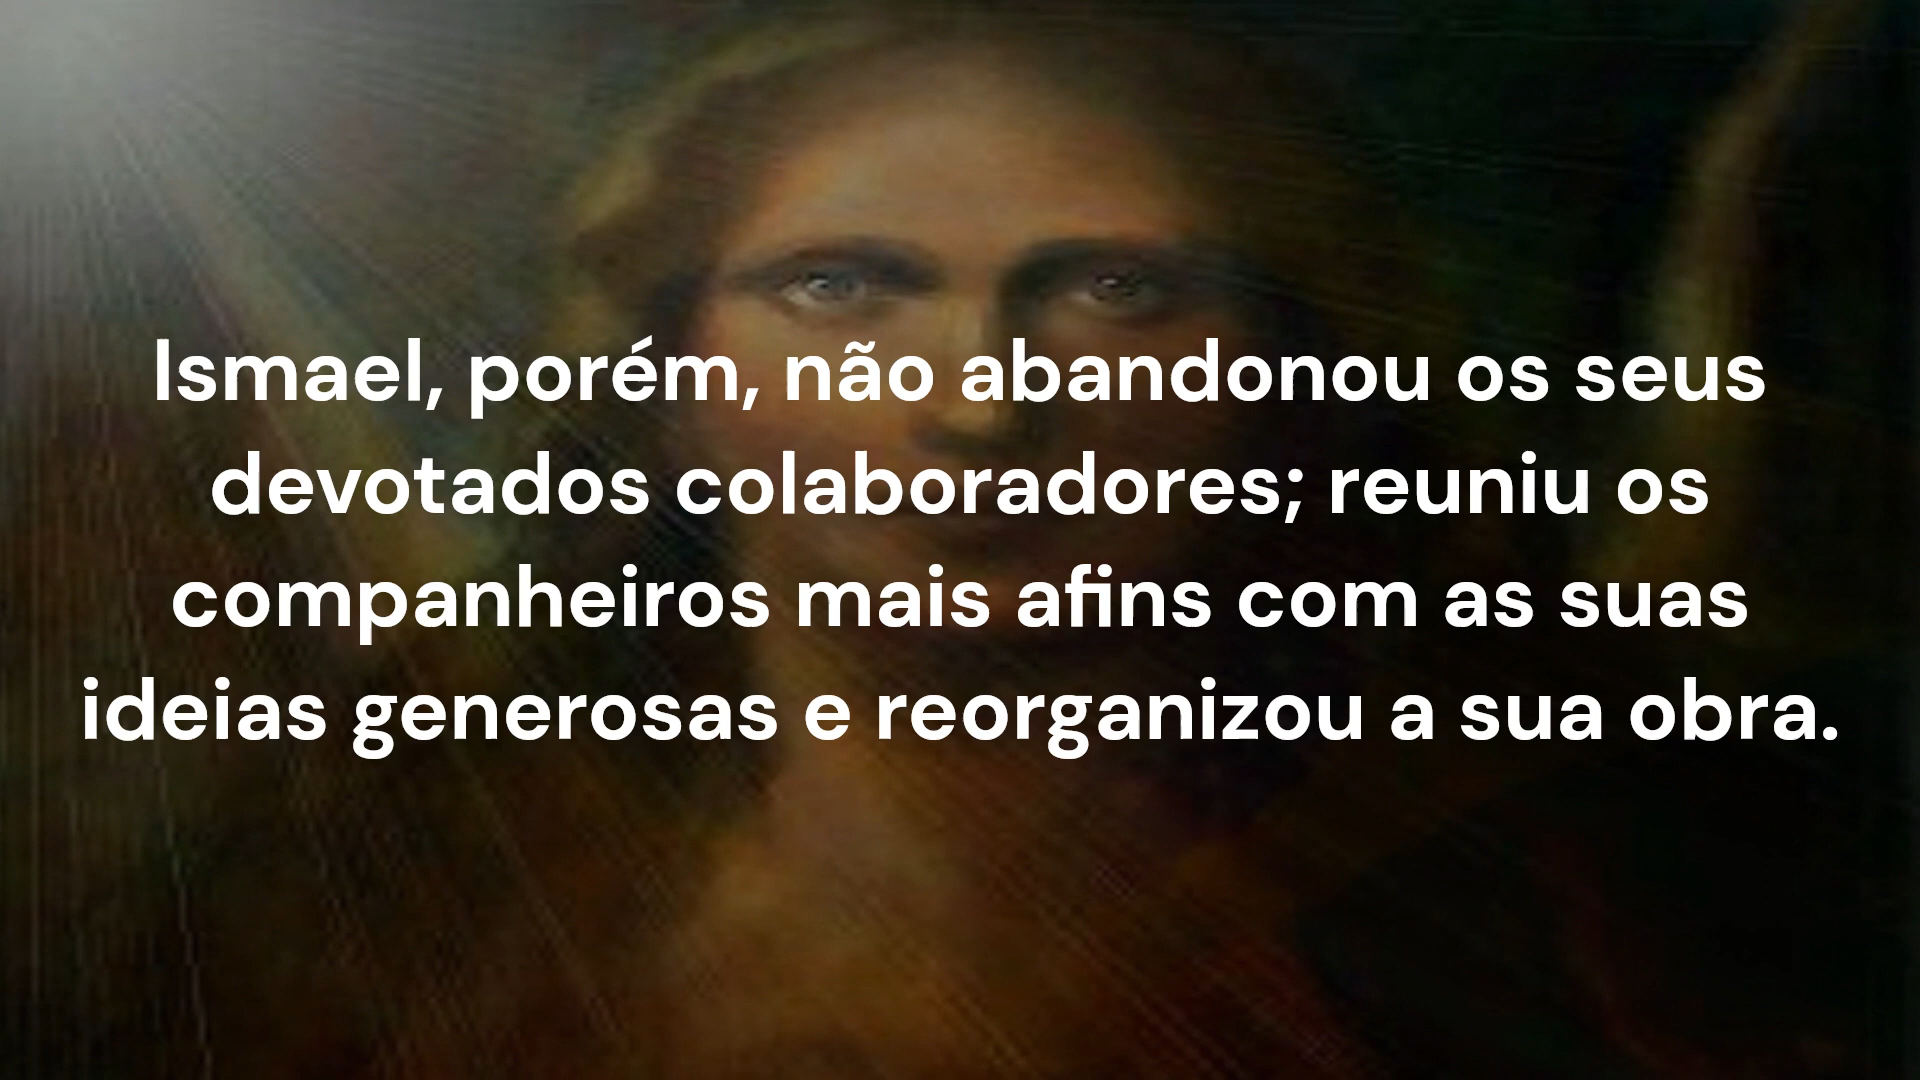 Ismael, porém, não abandonou os seus
devotados colaboradores; reuniu os
companheiros mais afins com as suas
ideias generosas e reorganizou a sua obra.